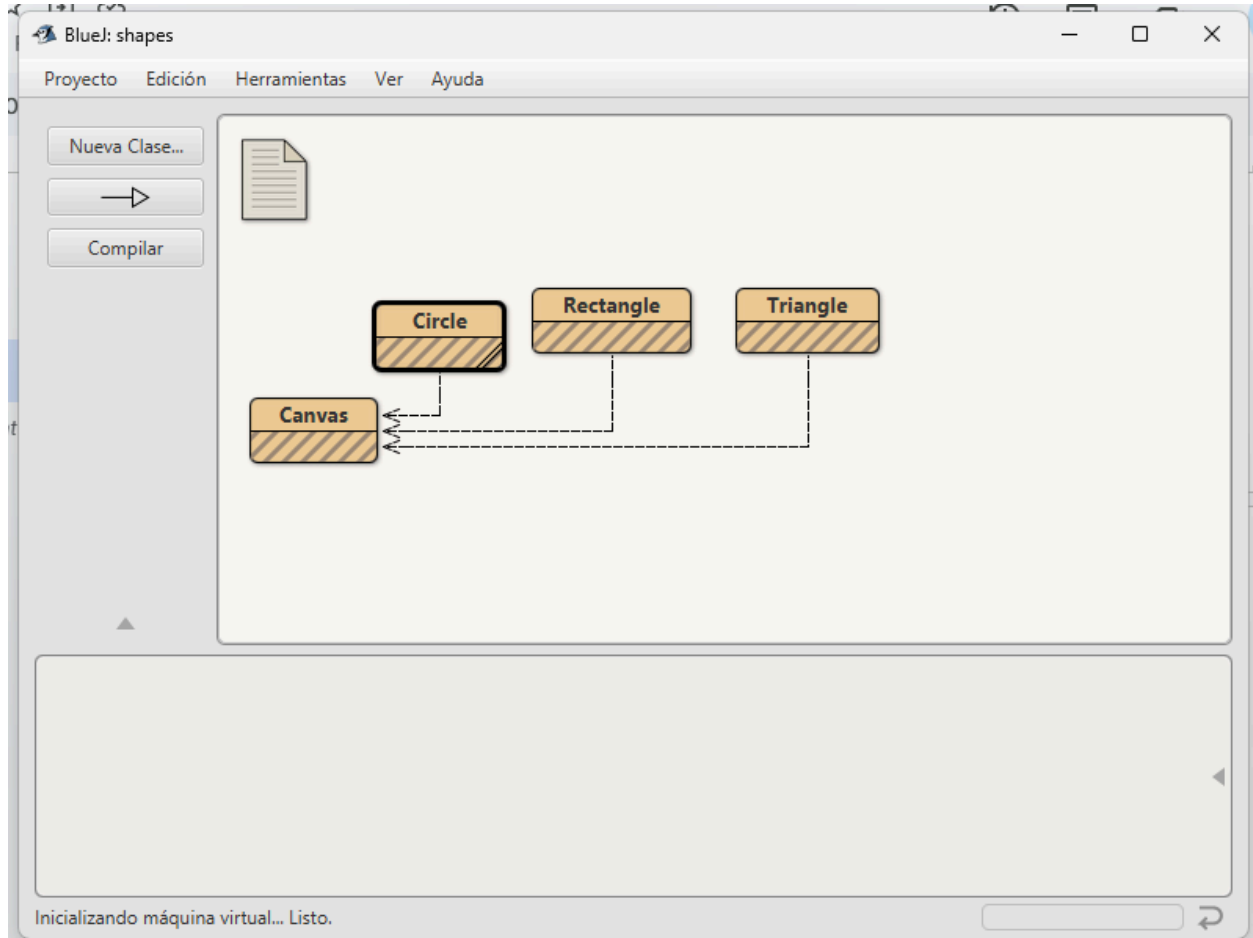 BlueJ: shapes
Proyecto Edición Herramientas Ver Ayuda
Nueva Clase...
Compilar
Circle
Rectangle
Triangle
Canvas
Inicializando máquina virtual... Listo.